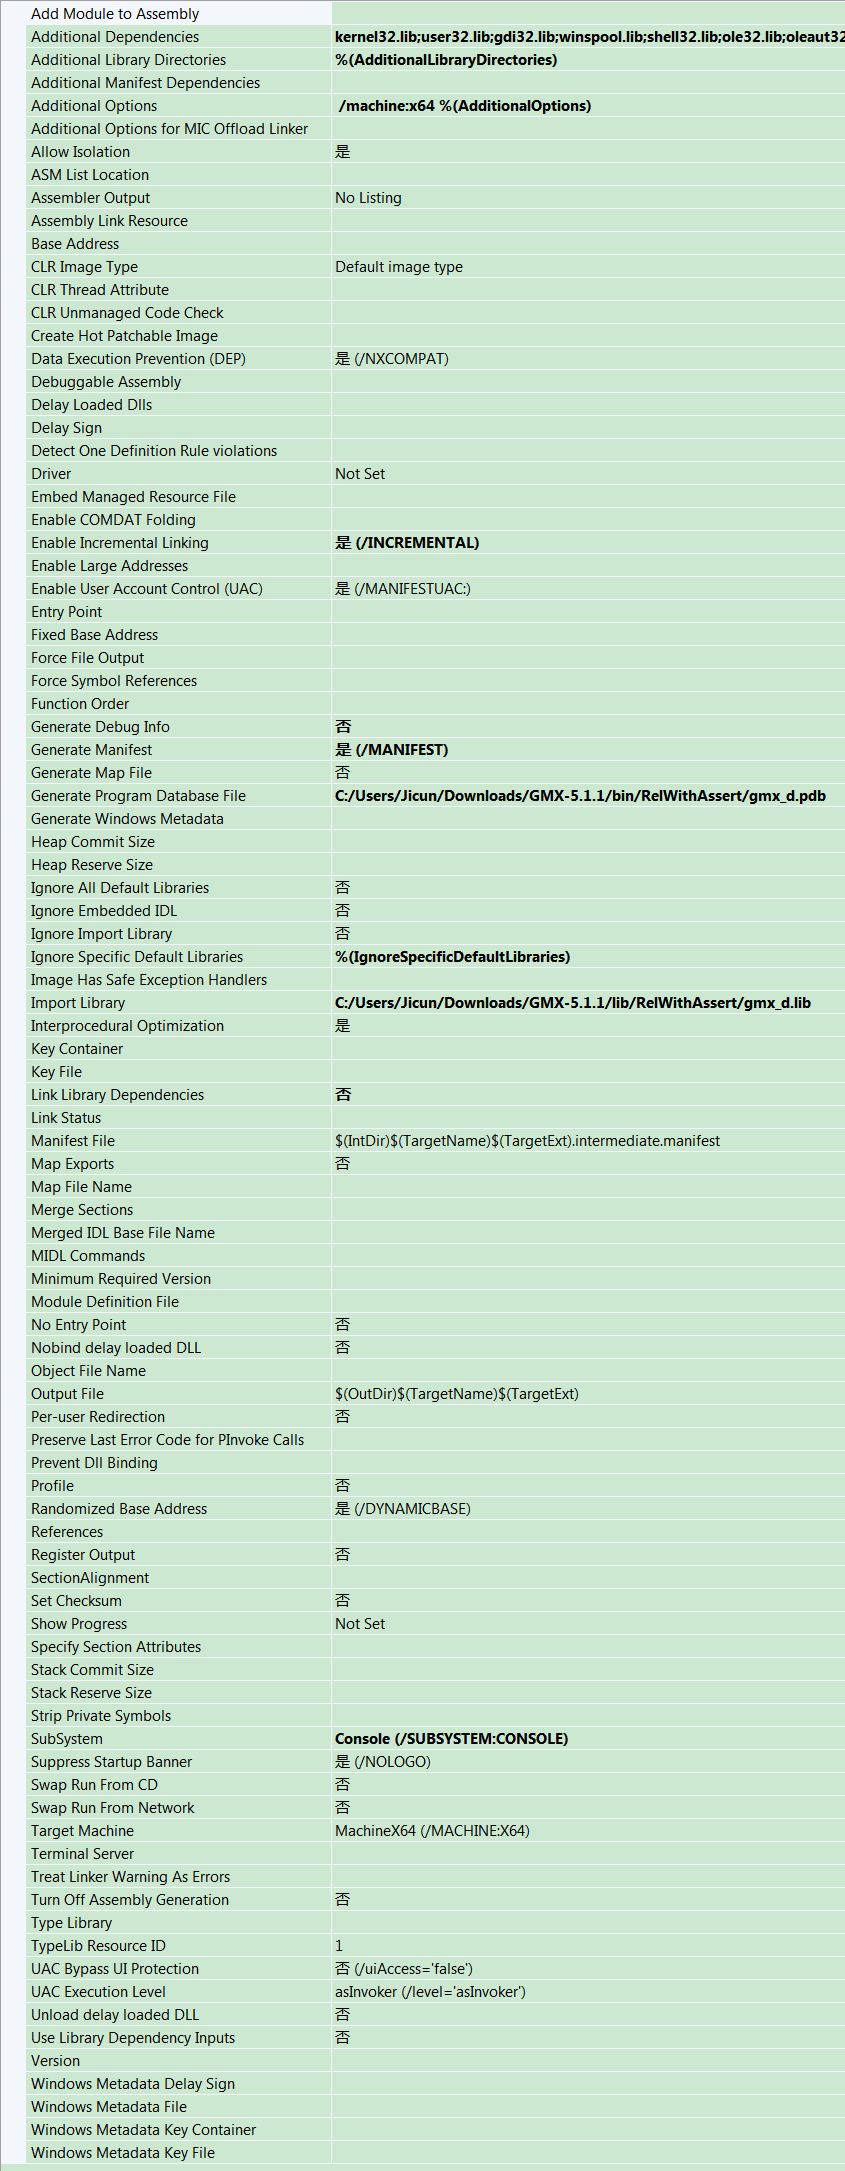 Add Module to Assembly
Additional Dependencies kernel32.lib;user32.lib;gdi32.lib;winspool.lib;shell32.lib;ole32.lib;oleaut32
Additional Library Directories %(AdditionalLibraryDirectories)
Additional Manifest Dependencies
Additional Options /machine:x64 %(AdditionalOptions)
Additional Options for MIC Offload Linker
Allow Isolation 是
ASM List Location
Assembler Output No Listing
Assembly Link Resource
Base Address
CLR Image Type Default image type
CLR Thread Attribute
CLR Unmanaged Code Check
Create Hot Patchable Image
Data Execution Prevention (DEP) 是 (/NXCOMPAT)
Debuggable Assembly
Delay Loaded Dlls
Delay Sign
Detect One Definition Rule violations
Driver Not Set
Embed Managed Resource File
Enable COMDAT Folding
Enable Incremental Linking 是 (/INCREMENTAL)
Enable Large Addresses
Enable User Account Control (UAC) 是 (/MANIFESTUAC:)
Entry Point
Fixed Base Address
Force File Output
Force Symbol References
Function Order
Generate Debug Info 否
Generate Manifest 是 (/MANIFEST)
Generate Map File 否
Generate Program Database File C:/Users/Jicun/Downloads/GMX-5.1.1/bin/RelWithAssert/gmx_d.pdb
Generate Windows Metadata
Heap Commit Size
Heap Reserve Size
Ignore All Default Libraries 否
Ignore Embedded IDL 否
Ignore Import Library 否
Ignore Specific Default Libraries %(IgnoreSpecificDefaultLibraries)
Image Has Safe Exception Handlers
Import Library C:/Users/Jicun/Downloads/GMX-5.1.1/lib/RelWithAssert/gmx_d.lib
Interprocedural Optimization 是
Key Container
Key File
Link Library Dependencies 否
Link Status
Manifest File $(IntDir)$(TargetName)$(TargetExt).intermediate.manifest
Map Exports 否
Map File Name
Merge Sections
Merged IDL Base File Name
MIDL Commands
Minimum Required Version
Module Definition File
No Entry Point 否
Nobind delay loaded DLL 否
Object File Name
Output File $(OutDir)$(TargetName)$(TargetExt)
Per-user Redirection 否
Preserve Last Error Code for PInvoke Calls
Prevent Dll Binding
Profile 否
Randomized Base Address 是 (/DYNAMICBASE)
References
Register Output 否
SectionAlignment
Set Checksum 否
Show Progress Not Set
Specify Section Attributes
Stack Commit Size
Stack Reserve Size
Strip Private Symbols
SubSystem Console (/SUBSYSTEM:CONSOLE)
Suppress Startup Banner 是 (/NOLOGO)
Swap Run From CD 否
Swap Run From Network 否
Target Machine MachineX64 (/MACHINE:X64)
Terminal Server
Treat Linker Warning As Errors
Turn Off Assembly Generation 否
Type Library
TypeLib Resource ID 1
UAC Bypass UI Protection 否 (/uiAccess='false')
UAC Execution Level asInvoker (/level='asInvoker')
Unload delay loaded DLL 否
Use Library Dependency Inputs 否
Version
Windows Metadata Delay Sign
Windows Metadata File
Windows Metadata Key Container
Windows Metadata Key File